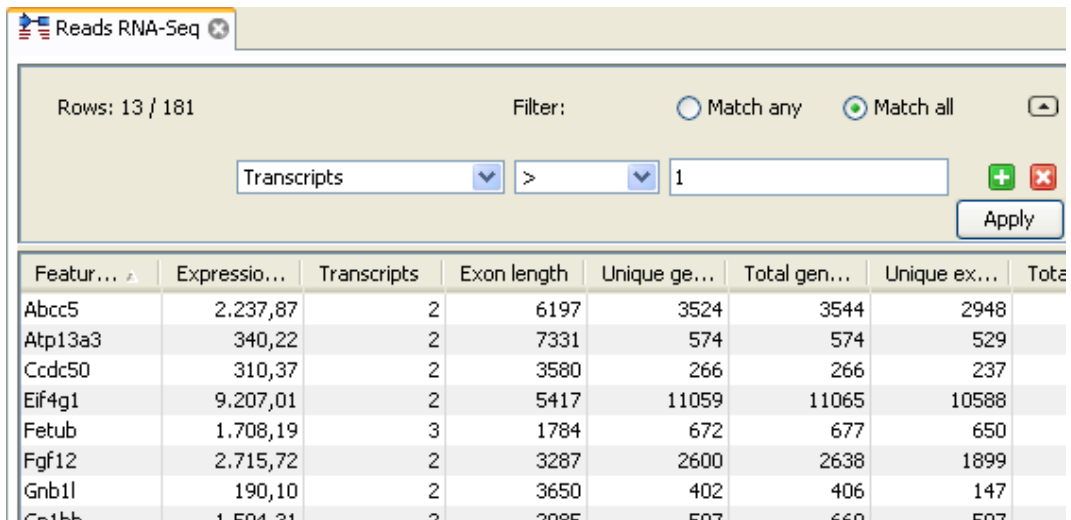 Reads RNA-Seq
Rows: 13 / 181 Filter: Match any Match all
Transcripts > 1
Apply
Featur... Expressio... Transcripts Exon length Unique ge... Total gen... Unique ex... Tota
Abcc5 2.237,87 2 6197 3524 3544 2948
Atp13a3 340,22 2 7331 574 574 529
Ccdc50 310,37 2 3580 266 266 237
Eif4g1 9.207,01 2 5417 11059 11065 10588
Fetub 1.708,19 3 1784 672 677 650
Fgf12 2.715,72 2 3287 2600 2638 1899
Gnb1l 190,10 2 3650 402 406 147